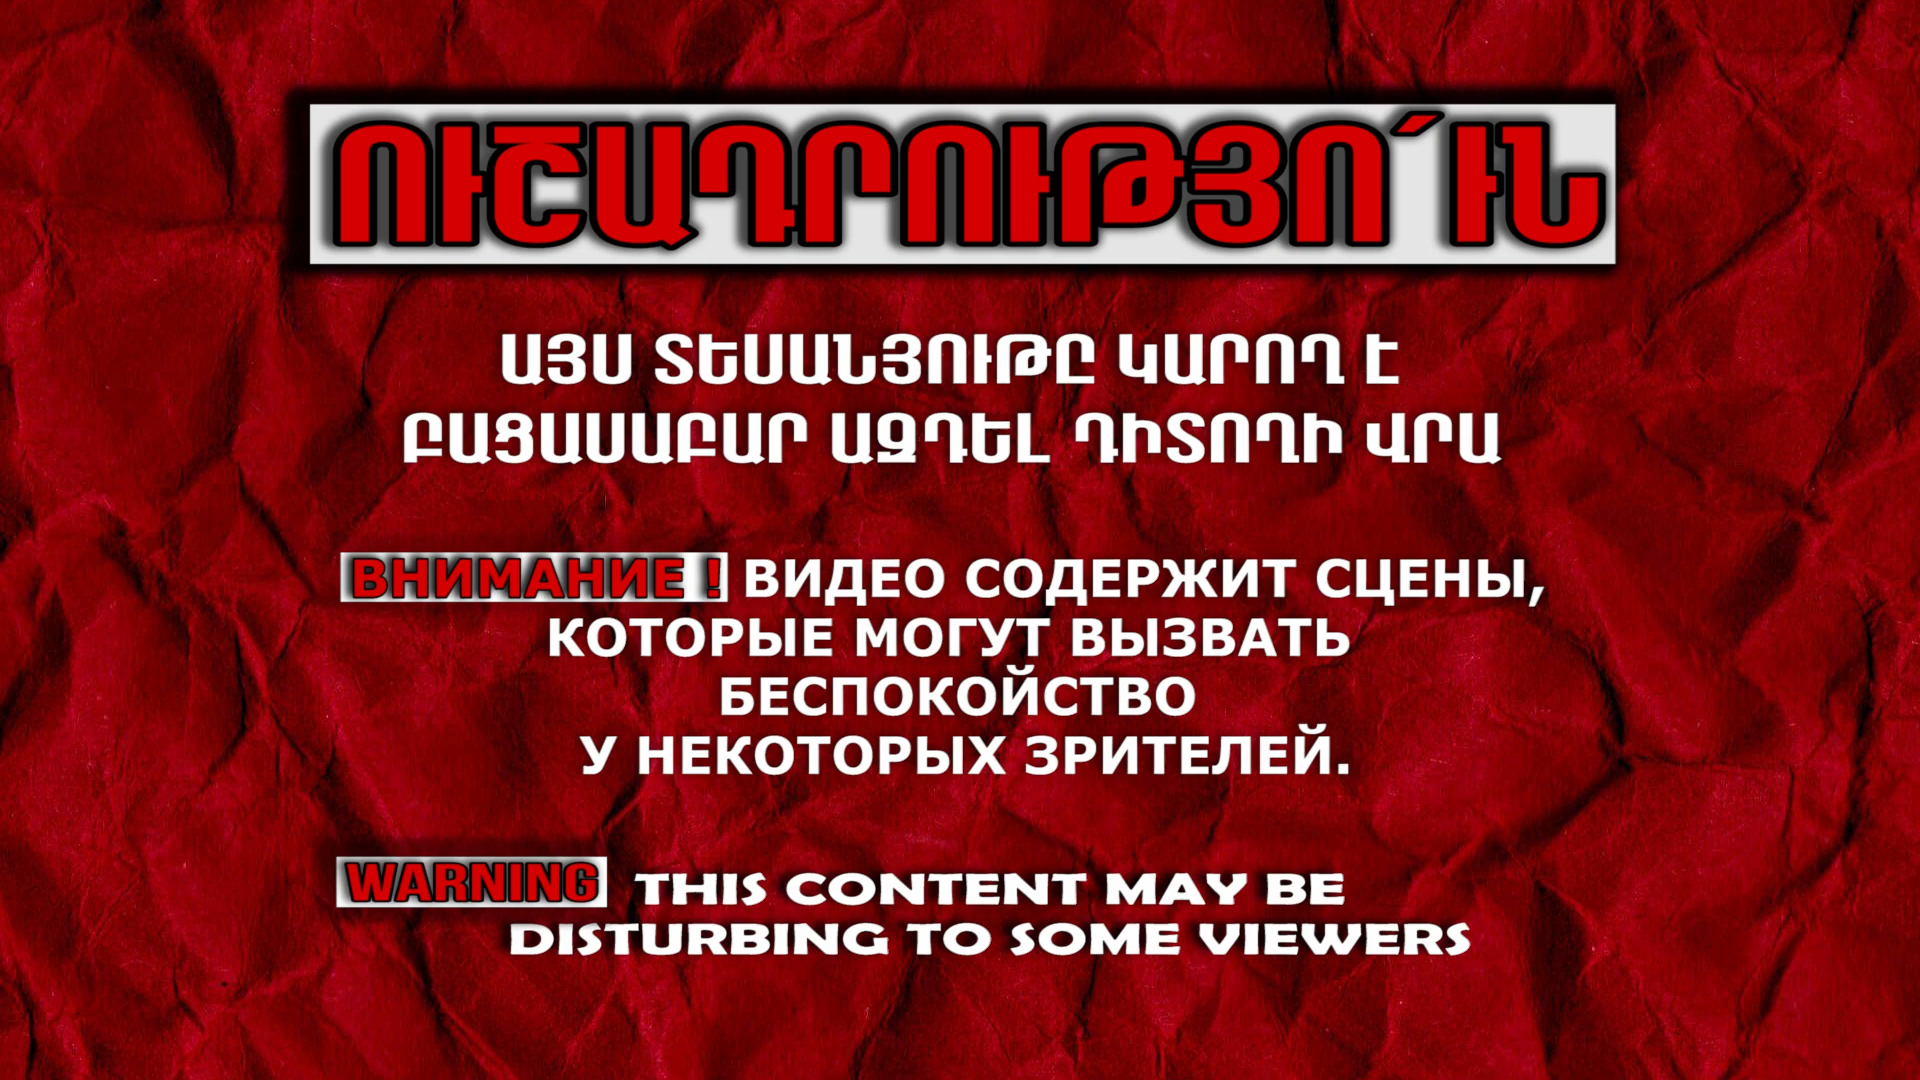 ՈՒՇԱԴՐՈՒԹՅՈ՛ՒՆ
ԱՅՍ ՏԵՍԱՆՅՈՒԹԸ ԿԱՐՈՂ Է
ԲԱՑԱՍԱԲԱՐ ԱԶԴԵԼ ԴԻՏՈՂԻ ՎՐԱ
ВНИМАНИЕ ! ВИДЕО СОДЕРЖИТ СЦЕНЫ,
КОТОРЫЕ МОГУТ ВЫЗВАТЬ
БЕСПОКОЙСТВО
У НЕКОТОРЫХ ЗРИТЕЛЕЙ.
WARNING THIS CONTENT MAY BE
DISTURBING TO SOME VIEWERS